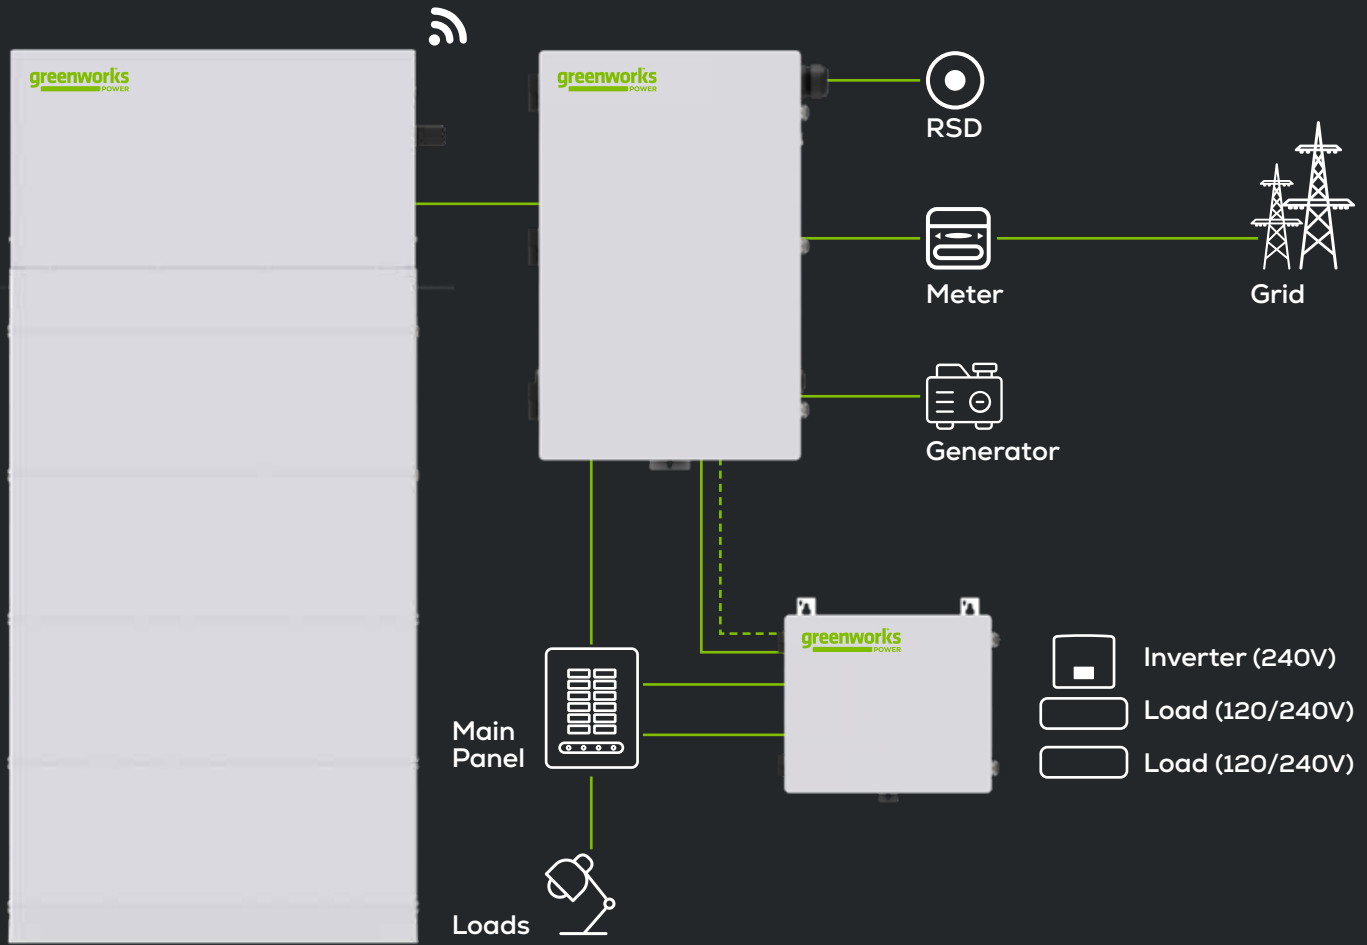 greenworks
POWER
greenworks
POWER
RSD
Meter
Grid
Generator
greenworks
POWER
Inverter (240V)
Load (120/240V)
Load (120/240V)
Main
Panel
Loads